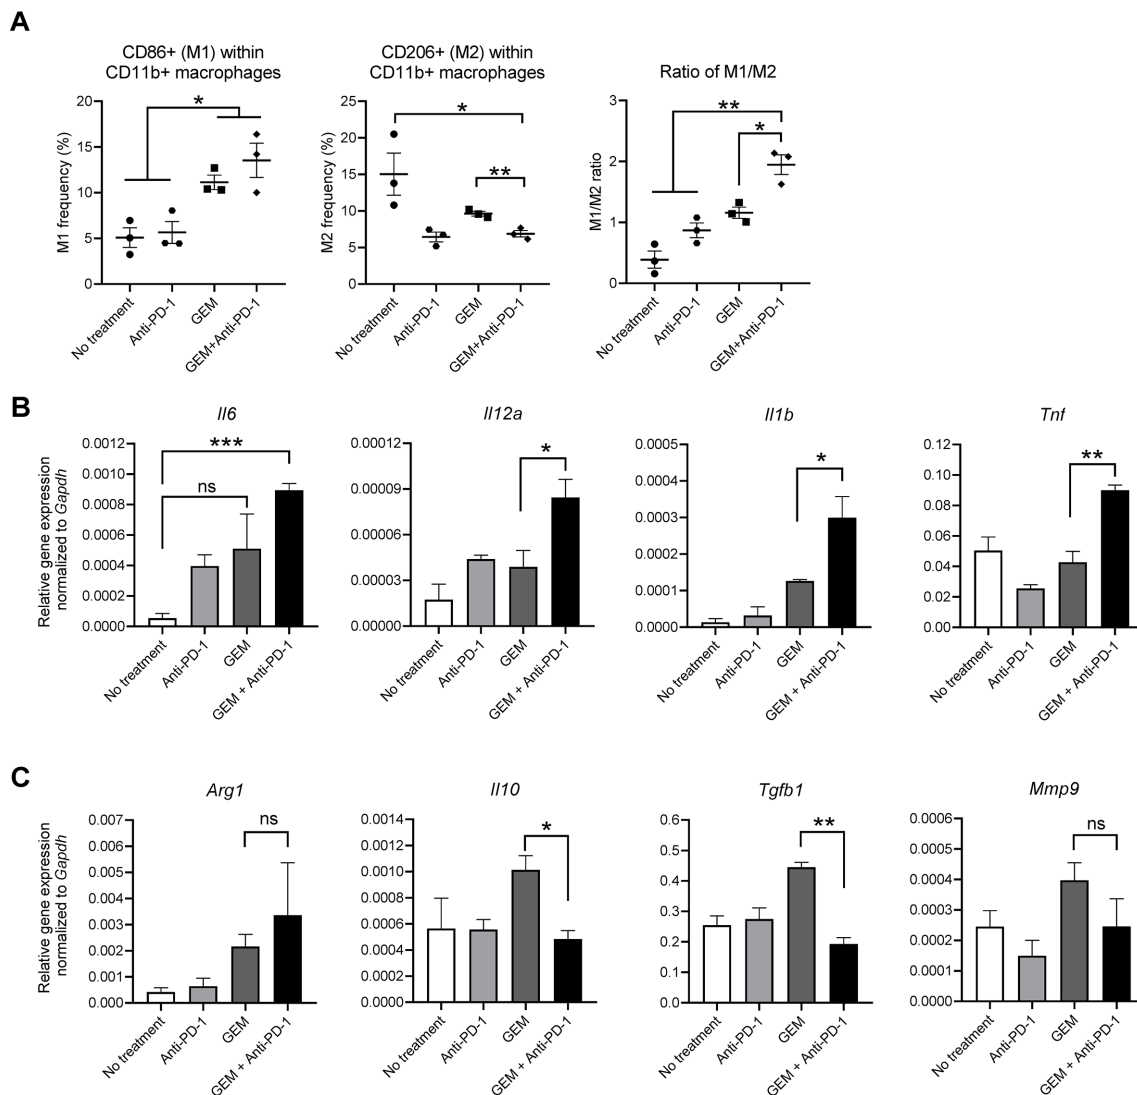 A
CD86+ (M1) within
CD11b+ macrophages
M1 frequency (%)
20
15
10
5
0
*
No treatment
Anti-PD-1
GEM
GEM+Anti-PD-1
CD206+ (M2) within
CD11b+ macrophages
M2 frequency (%)
25
20
15
10
5
0
*
**
No treatment
Anti-PD-1
GEM
GEM+Anti-PD-1
Ratio of M1/M2
M1/M2 ratio
3
2
1
0
**
*
No treatment
Anti-PD-1
GEM
GEM+Anti-PD-1
B
Relative gene expression
normalized to Gapdh
Il6
0.0012
0.0010
0.0008
0.0006
0.0004
0.0002
0.0000
***
ns
No treatment
Anti-PD-1
GEM
GEM + Anti-PD-1
Il12a
0.00012
0.00009
0.00006
0.00003
0.00000
*
No treatment
Anti-PD-1
GEM
GEM + Anti-PD-1
Il1b
0.0005
0.0004
0.0003
0.0002
0.0001
0.0000
*
No treatment
Anti-PD-1
GEM
GEM + Anti-PD-1
Tnf
0.12
0.10
0.08
0.06
0.04
0.02
0.00
**
No treatment
Anti-PD-1
GEM
GEM + Anti-PD-1
C
Relative gene expression
normalized to Gapdh
Arg1
0.007
0.006
0.005
0.004
0.003
0.002
0.001
0.000
ns
No treatment
Anti-PD-1
GEM
GEM + Anti-PD-1
Il10
0.0014
0.0012
0.0010
0.0008
0.0006
0.0004
0.0002
0.0000
*
No treatment
Anti-PD-1
GEM
GEM + Anti-PD-1
Tgfb1
0.6
0.5
0.4
0.3
0.2
0.1
0.0
**
No treatment
Anti-PD-1
GEM
GEM + Anti-PD-1
Mmp9
0.0006
0.0005
0.0004
0.0003
0.0002
0.0001
0.0000
ns
No treatment
Anti-PD-1
GEM
GEM + Anti-PD-1